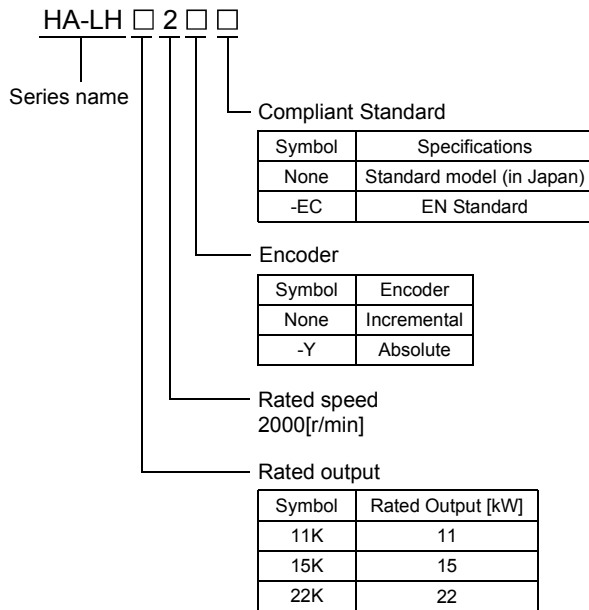 HA-LH □ 2 □ □
Series name
Compliant Standard
Symbol Specifications
None Standard model (in Japan)
-EC EN Standard
Encoder
Symbol Encoder
None Incremental
-Y Absolute
Rated speed
2000[r/min]
Rated output
Symbol Rated Output [kW]
11K 11
15K 15
22K 22